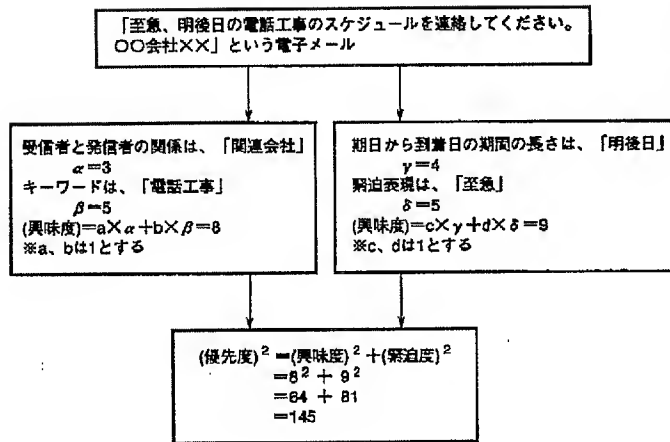 「至急、明後日の電話工事のスケジュールを連絡してください。
〇〇会社××」という電子メール
受信者と発信者の関係は、「関連会社」
α=3
キーワードは、「電話工事」
β=5
(興味度)=a×α+b×β=8
※a、bは1とする
期日から到着日の期間の長さは、「明後日」
γ=4
緊迫表現は、「至急」
δ=5
(興味度)=c×γ+d×δ=9
※c、dは1とする
(優先度)²=(興味度)²+(緊迫度)²
=8²+9²
=64+81
=145